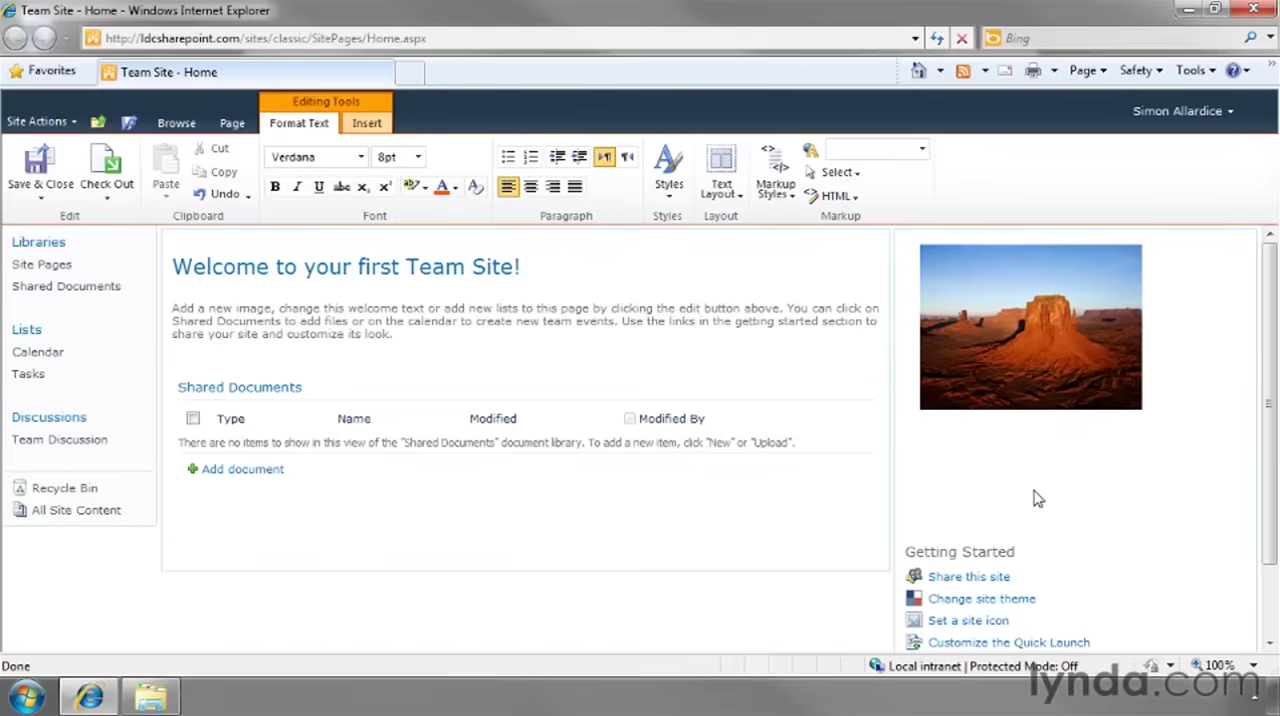 Team Site - Home - Windows Internet Explorer
http://ldcsharepoint.com/sites/classic/SitePages/Home.aspx
Bing
Favorites
Team Site - Home
Page
Safety
Tools
Editing Tools
Site Actions
Browse
Page
Format Text
Insert
Simon Allardice
Save & Close
Check Out
Edit
Paste
Cut
Copy
Undo
Clipboard
Verdana
8pt
B I U abc x₂ x²
A
Font
Paragraph
Styles
Styles
Text
Layout
Layout
Markup
Styles
Select
HTML
Markup
Libraries
Site Pages
Shared Documents
Lists
Calendar
Tasks
Discussions
Team Discussion
Recycle Bin
All Site Content
Welcome to your first Team Site!
Add a new image, change this welcome text or add new lists to this page by clicking the edit button above. You can click on
Shared Documents to add files or on the calendar to create new team events. Use the links in the getting started section to
share your site and customize its look.
Shared Documents
Type Name Modified Modified By
There are no items to show in this view of the "Shared Documents" document library. To add a new item, click "New" or "Upload".
Add document
Getting Started
Share this site
Change site theme
Set a site icon
Customize the Quick Launch
Done
Local intranet | Protected Mode: Off
100%
lynda.com